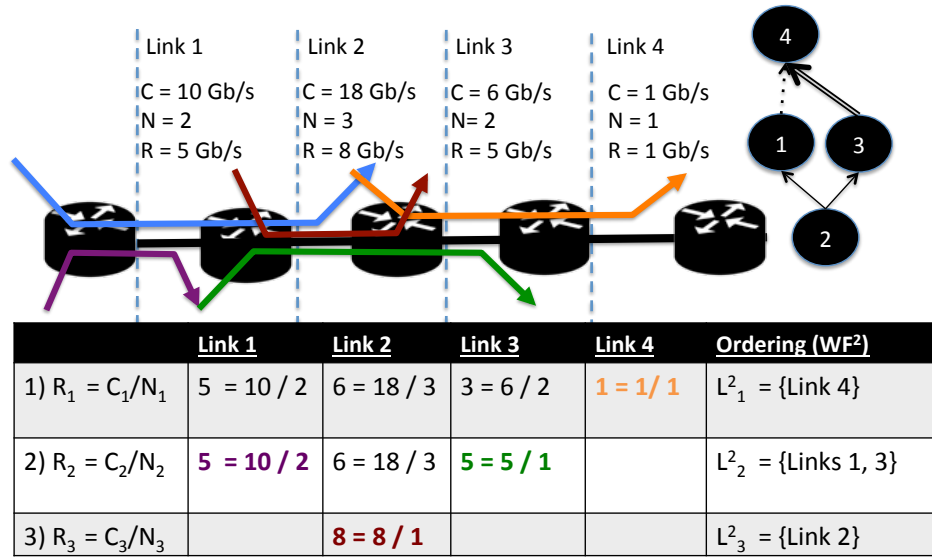 Link 1
C = 10 Gb/s
N = 2
R = 5 Gb/s
Link 2
C = 18 Gb/s
N = 3
R = 8 Gb/s
Link 3
C = 6 Gb/s
N= 2
R = 5 Gb/s
Link 4
C = 1 Gb/s
N = 1
R = 1 Gb/s
4
1
3
2
Link 1 Link 2 Link 3 Link 4 Ordering (WF²)
1) R₁ = C₁/N₁ 5 = 10 / 2 6 = 18 / 3 3 = 6 / 2 1 = 1/ 1 L²₁ = {Link 4}
2) R₂ = C₂/N₂ 5 = 10 / 2 6 = 18 / 3 5 = 5 / 1 L²₂ = {Links 1, 3}
3) R₃ = C₃/N₃ 8 = 8 / 1 L²₃ = {Link 2}